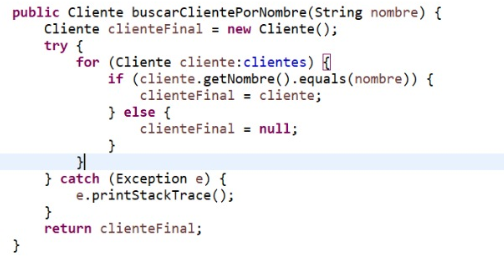 public Cliente buscarClientePorNombre(String nombre) {
    Cliente clienteFinal = new Cliente();
    try {
        for (Cliente cliente:clientes) {
            if (cliente.getNombre().equals(nombre)) {
                clienteFinal = cliente;
            } else {
                clienteFinal = null;
            }
        }
    } catch (Exception e) {
        e.printStackTrace();
    }
    return clienteFinal;
}